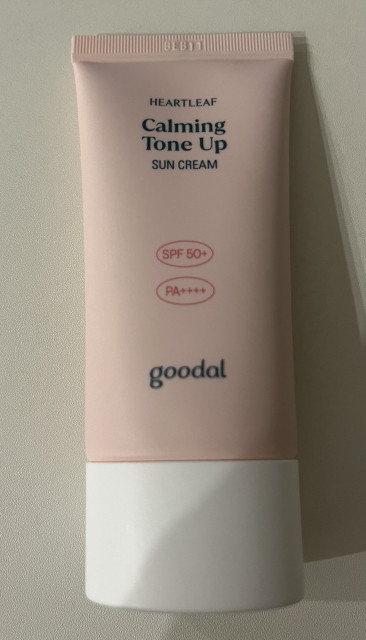 HEARTLEAF
Calming
Tone Up
SUN CREAM
SPF 50+
PA++++
goodal